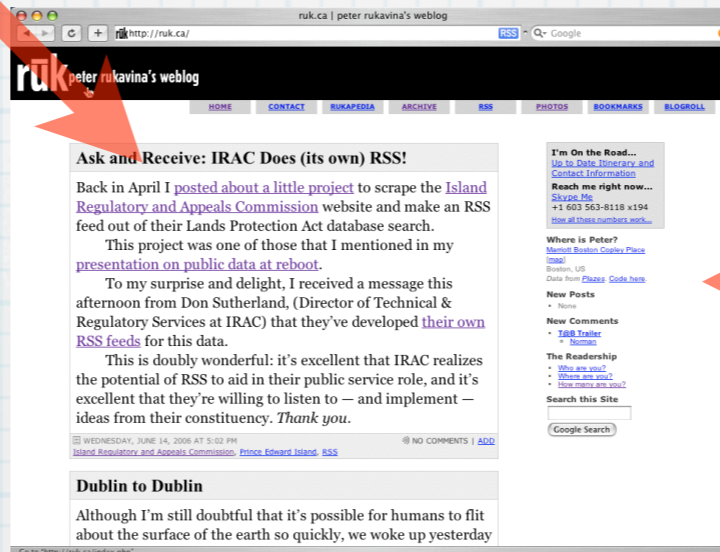 ruk.ca | peter rukavina's weblog
http://ruk.ca/
RSS
Google
rūk peter rukavina's weblog
HOME CONTACT RUKAPEDIA ARCHIVE RSS PHOTOS BOOKMARKS BLOGROLL
Ask and Receive: IRAC Does (its own) RSS!
Back in April I posted about a little project to scrape the Island
Regulatory and Appeals Commission website and make an RSS
feed out of their Lands Protection Act database search.
This project was one of those that I mentioned in my
presentation on public data at reboot.
To my surprise and delight, I received a message this
afternoon from Don Sutherland, (Director of Technical &
Regulatory Services at IRAC) that they've developed their own
RSS feeds for this data.
This is doubly wonderful: it's excellent that IRAC realizes
the potential of RSS to aid in their public service role, and it's
excellent that they're willing to listen to — and implement —
ideas from their constituency. Thank you.
WEDNESDAY, JUNE 14, 2006 AT 5:02 PM NO COMMENTS | ADD
Island Regulatory and Appeals Commission, Prince Edward Island, RSS
Dublin to Dublin
Although I'm still doubtful that it's possible for humans to flit
about the surface of the earth so quickly, we woke up yesterday
I'm On the Road...
Up to Date Itinerary and
Contact Information
Reach me right now...
Skype Me
+1 603 563-8118 x194
How all these numbers work...
Where is Peter?
Marriott Boston Copley Place
[map]
Boston, US
Data from Plazes. Code here.
New Posts
None
New Comments
T@B Trailer
Norman
The Readership
Who are you?
Where are you?
How many are you?
Search this Site
Google Search
Go to "http://ruk.ca/index.php"